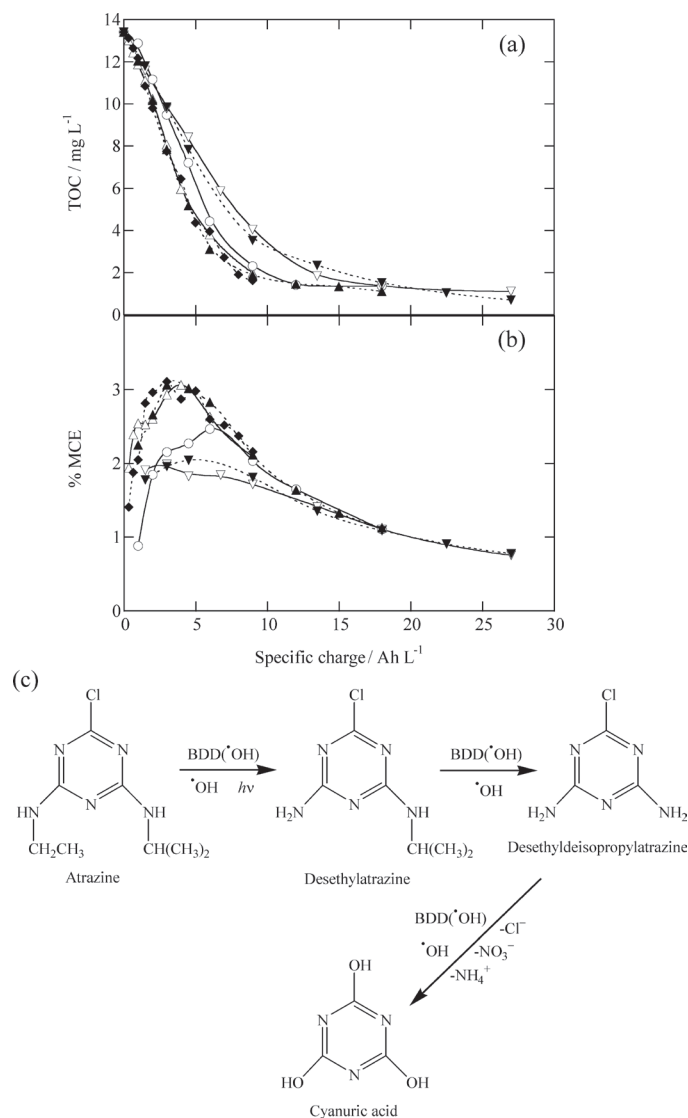 (a)
14
12
10
8
6
4
2
0
TOC / mg L⁻¹
(b)
3
2
1
0
% MCE
0 5 10 15 20 25 30
Specific charge / Ah L⁻¹
(c)
Cl
N N
N
HN NH
CH₂CH₃ CH(CH₃)₂
Atrazine
BDD(•OH)
•OH hν
Cl
N N
N
H₂N NH
CH(CH₃)₂
Desethylatrazine
BDD(•OH)
•OH
Cl
N N
N
H₂N NH₂
Desethyldeisopropylatrazine
BDD(•OH)
•OH
-Cl⁻
-NO₃⁻
-NH₄⁺
OH
N N
N
HO OH
Cyanuric acid